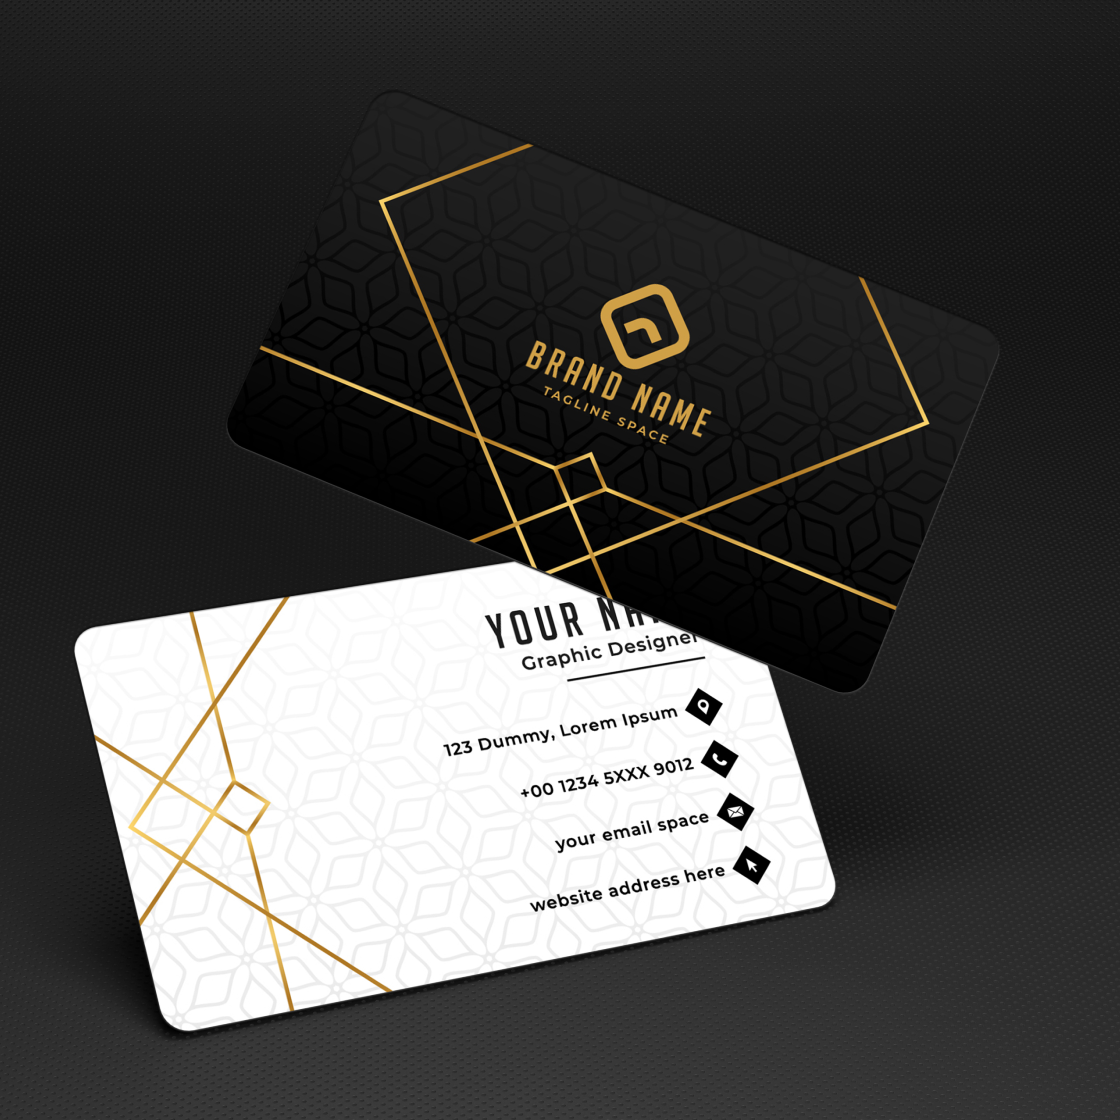 BRAND NAME
TAGLINE SPACE
YOUR
Graphic Designer
123 Dummy, Lorem Ipsum
+00 1234 5XXX 9012
your email space
website address here